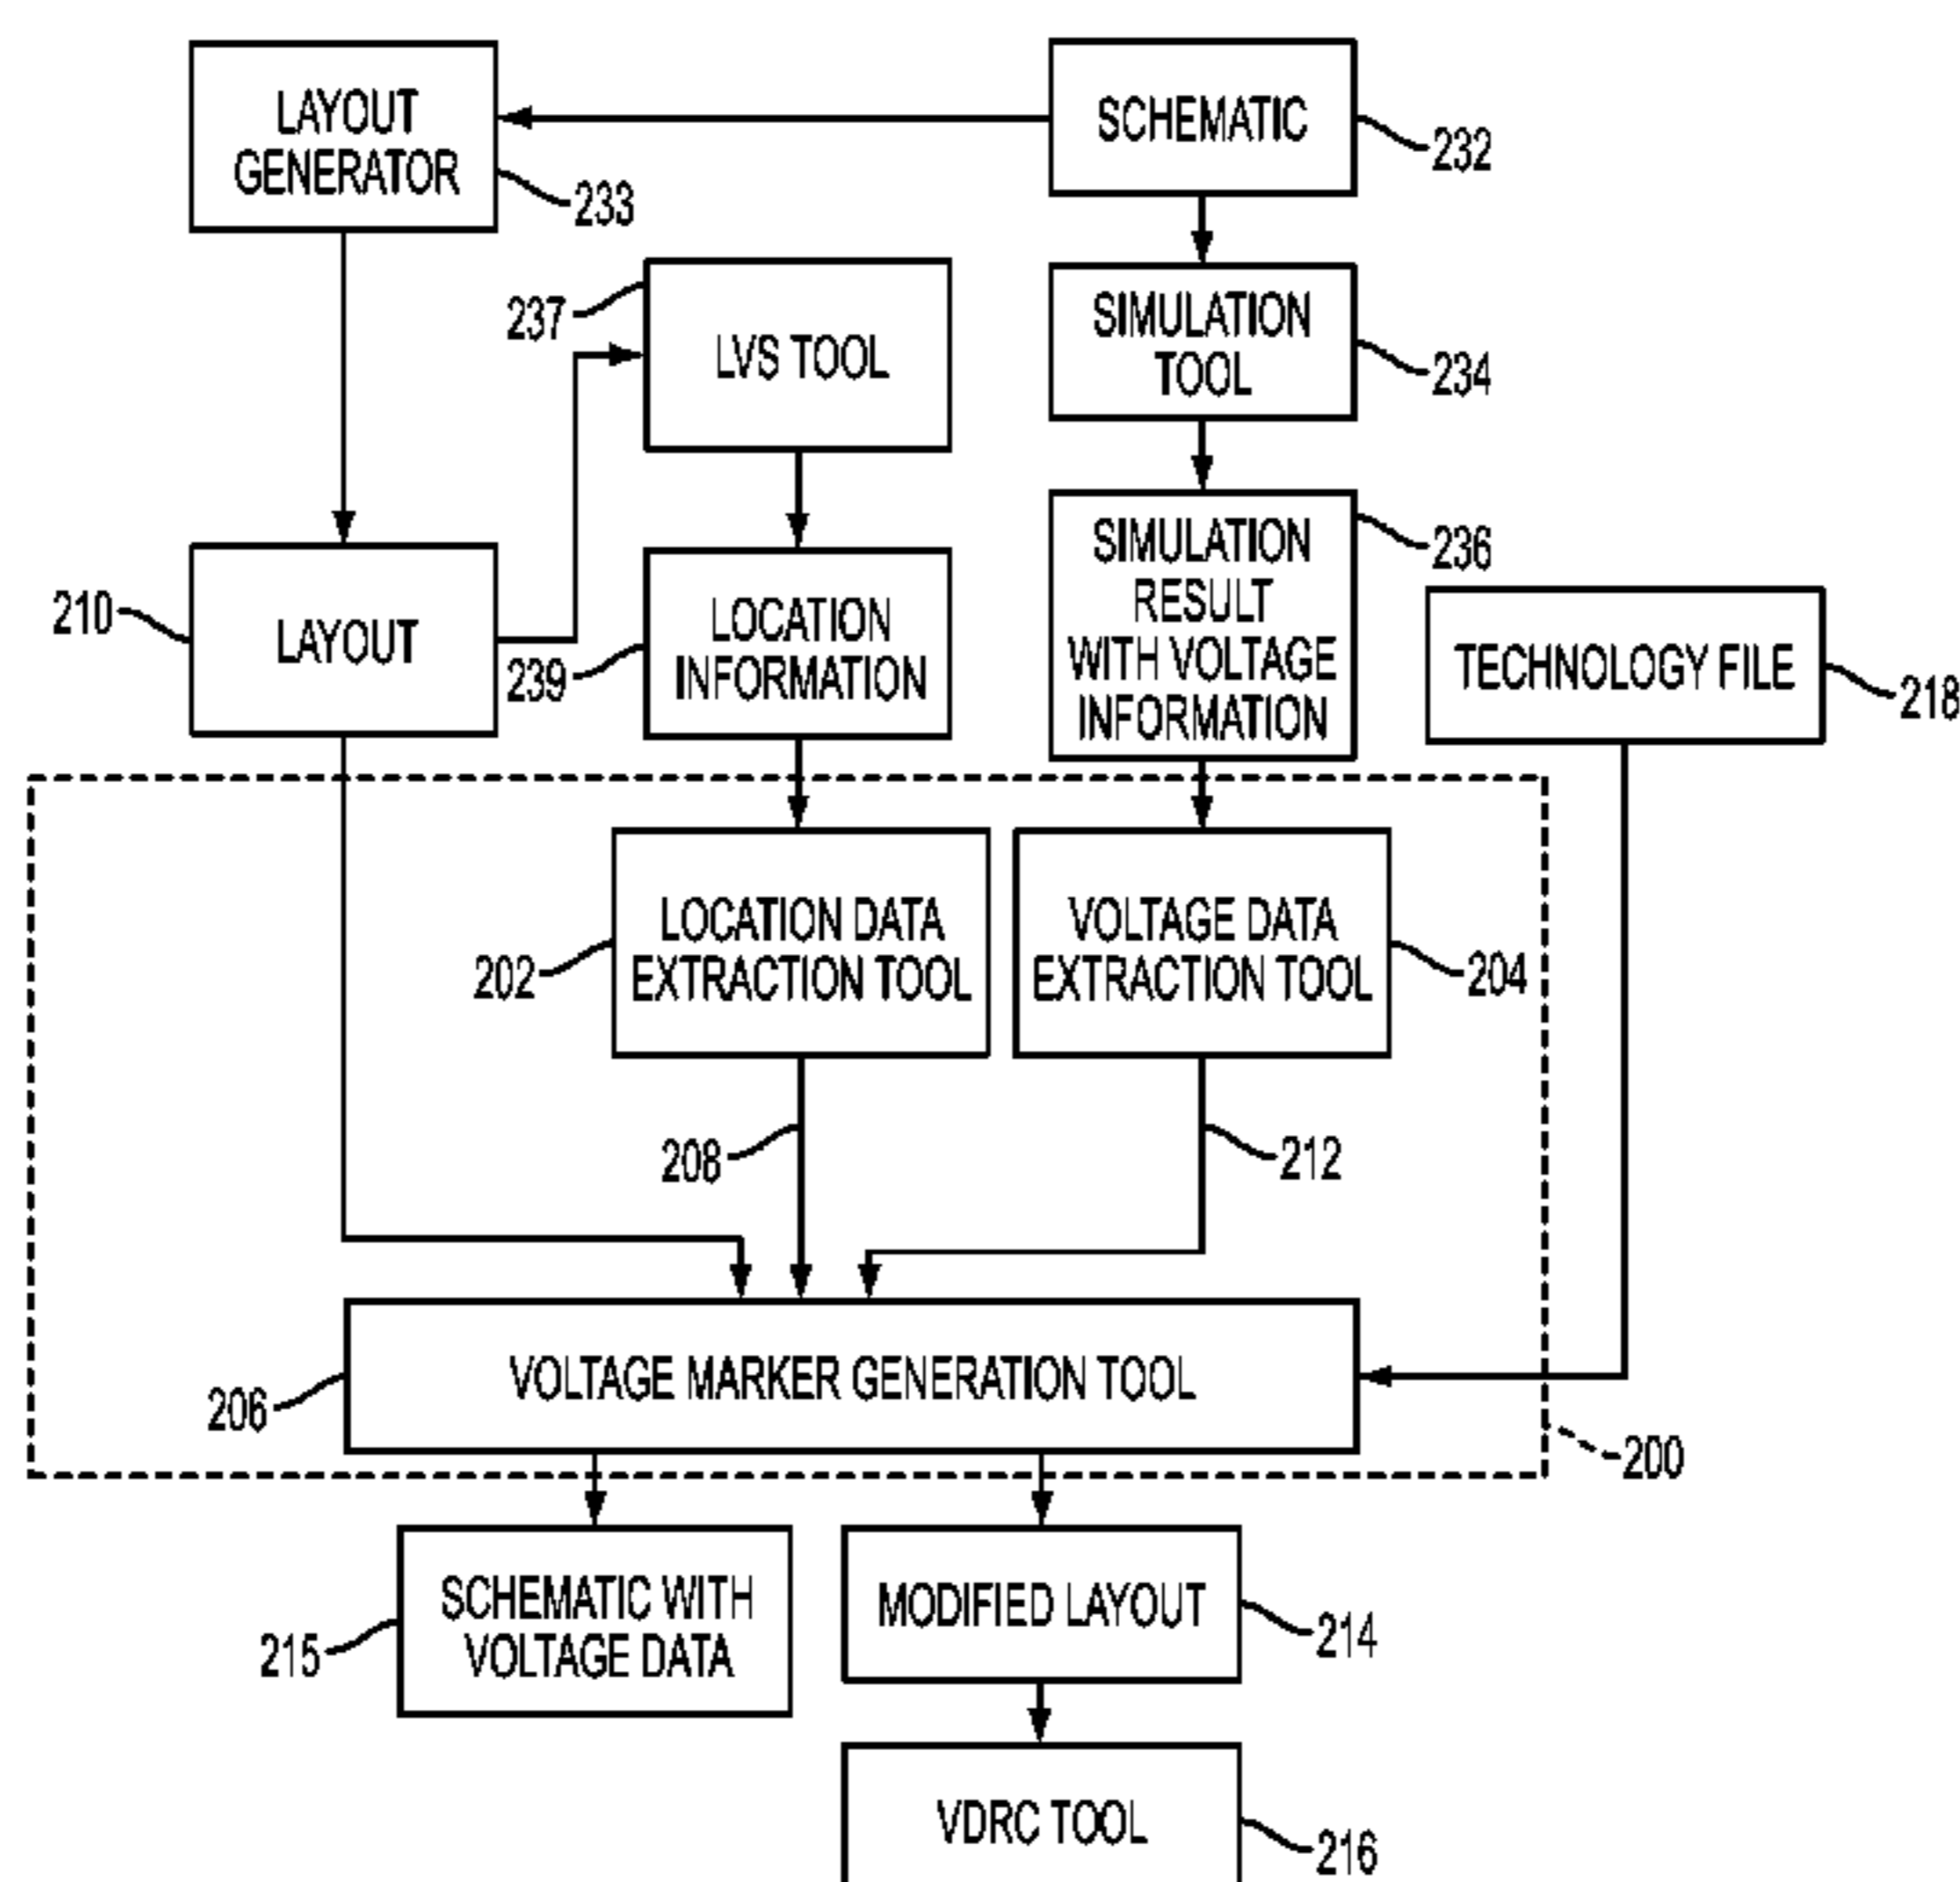 LAYOUT
GENERATOR
233
SCHEMATIC
232
237
LVS TOOL
SIMULATION
TOOL
234
210
LAYOUT
239
LOCATION
INFORMATION
SIMULATION
RESULT
WITH VOLTAGE
INFORMATION
236
TECHNOLOGY FILE
218
202
LOCATION DATA
EXTRACTION TOOL
VOLTAGE DATA
EXTRACTION TOOL
204
208
212
206
VOLTAGE MARKER GENERATION TOOL
200
215
SCHEMATIC WITH
VOLTAGE DATA
MODIFIED LAYOUT
214
VDRC TOOL
216